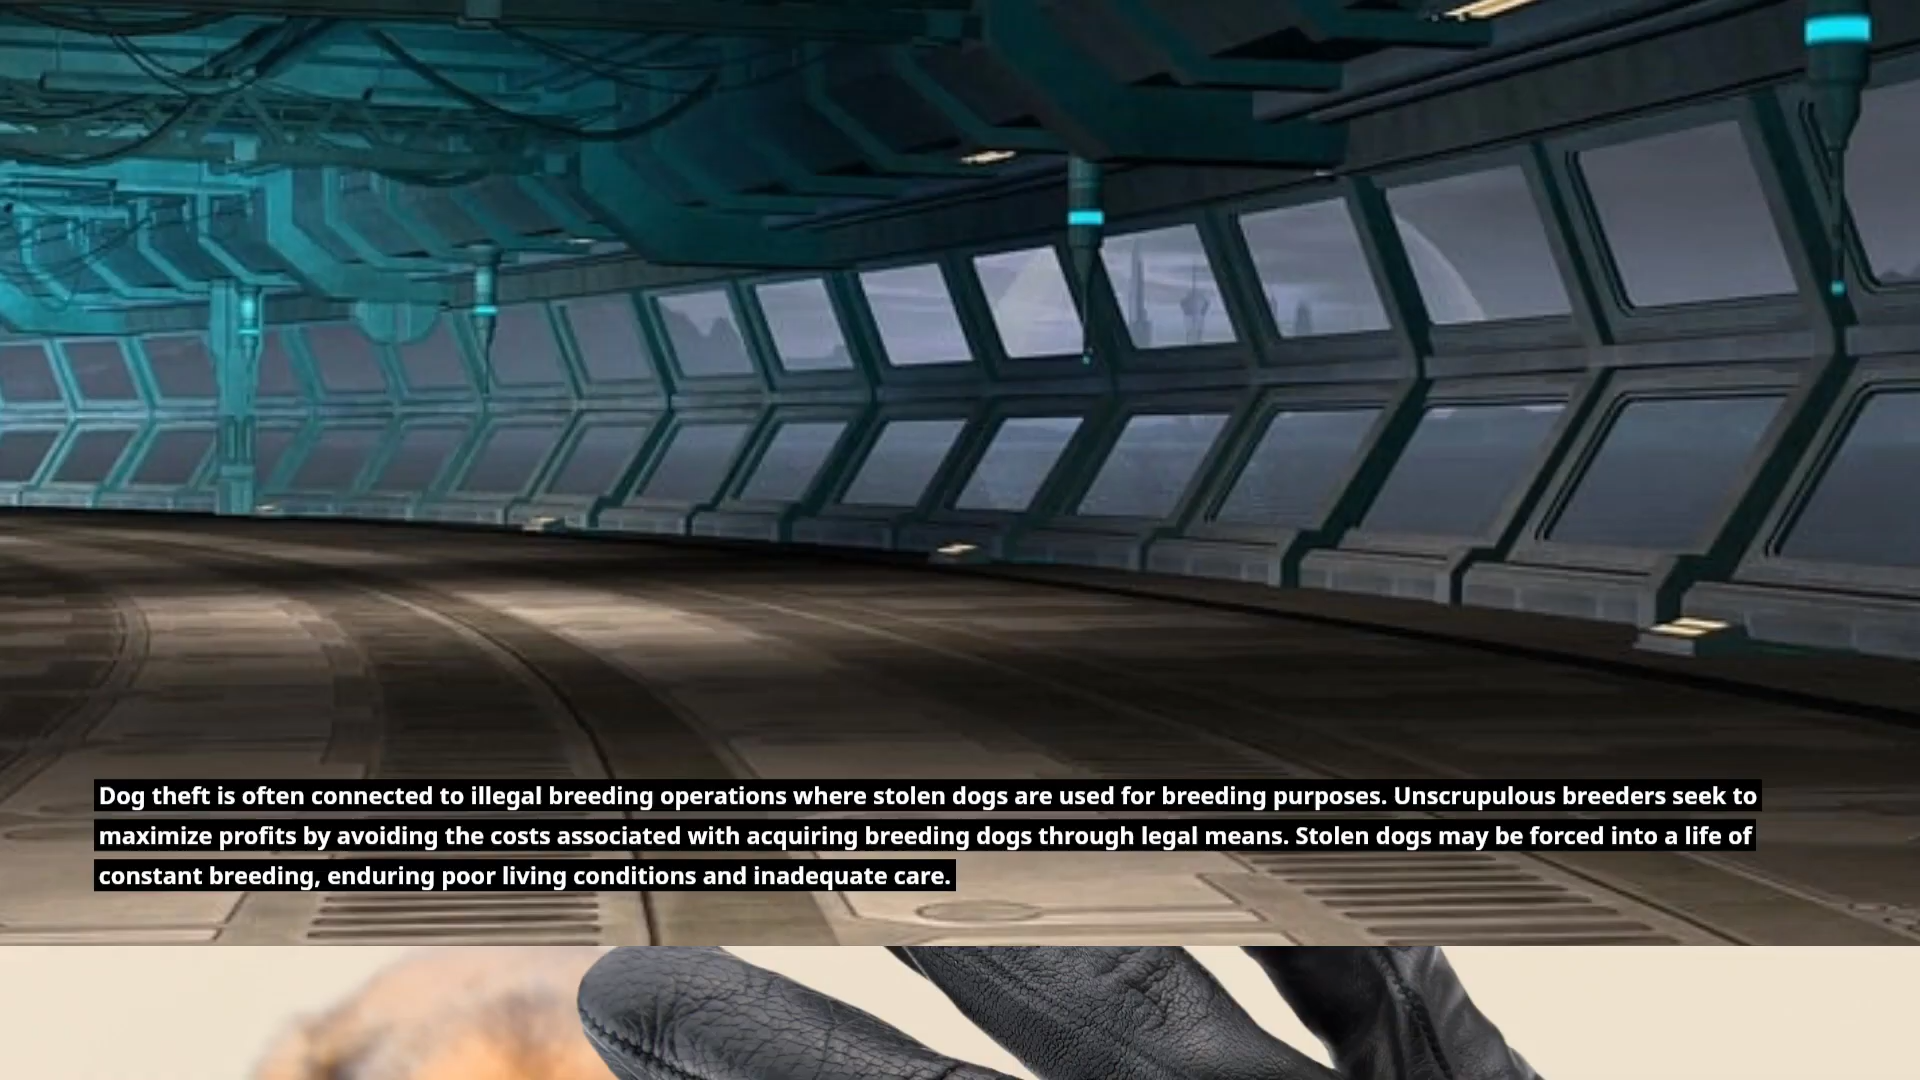 Dog theft is often connected to illegal breeding operations where stolen dogs are used for breeding purposes. Unscrupulous breeders seek to
maximize profits by avoiding the costs associated with acquiring breeding dogs through legal means. Stolen dogs may be forced into a life of
constant breeding, enduring poor living conditions and inadequate care.